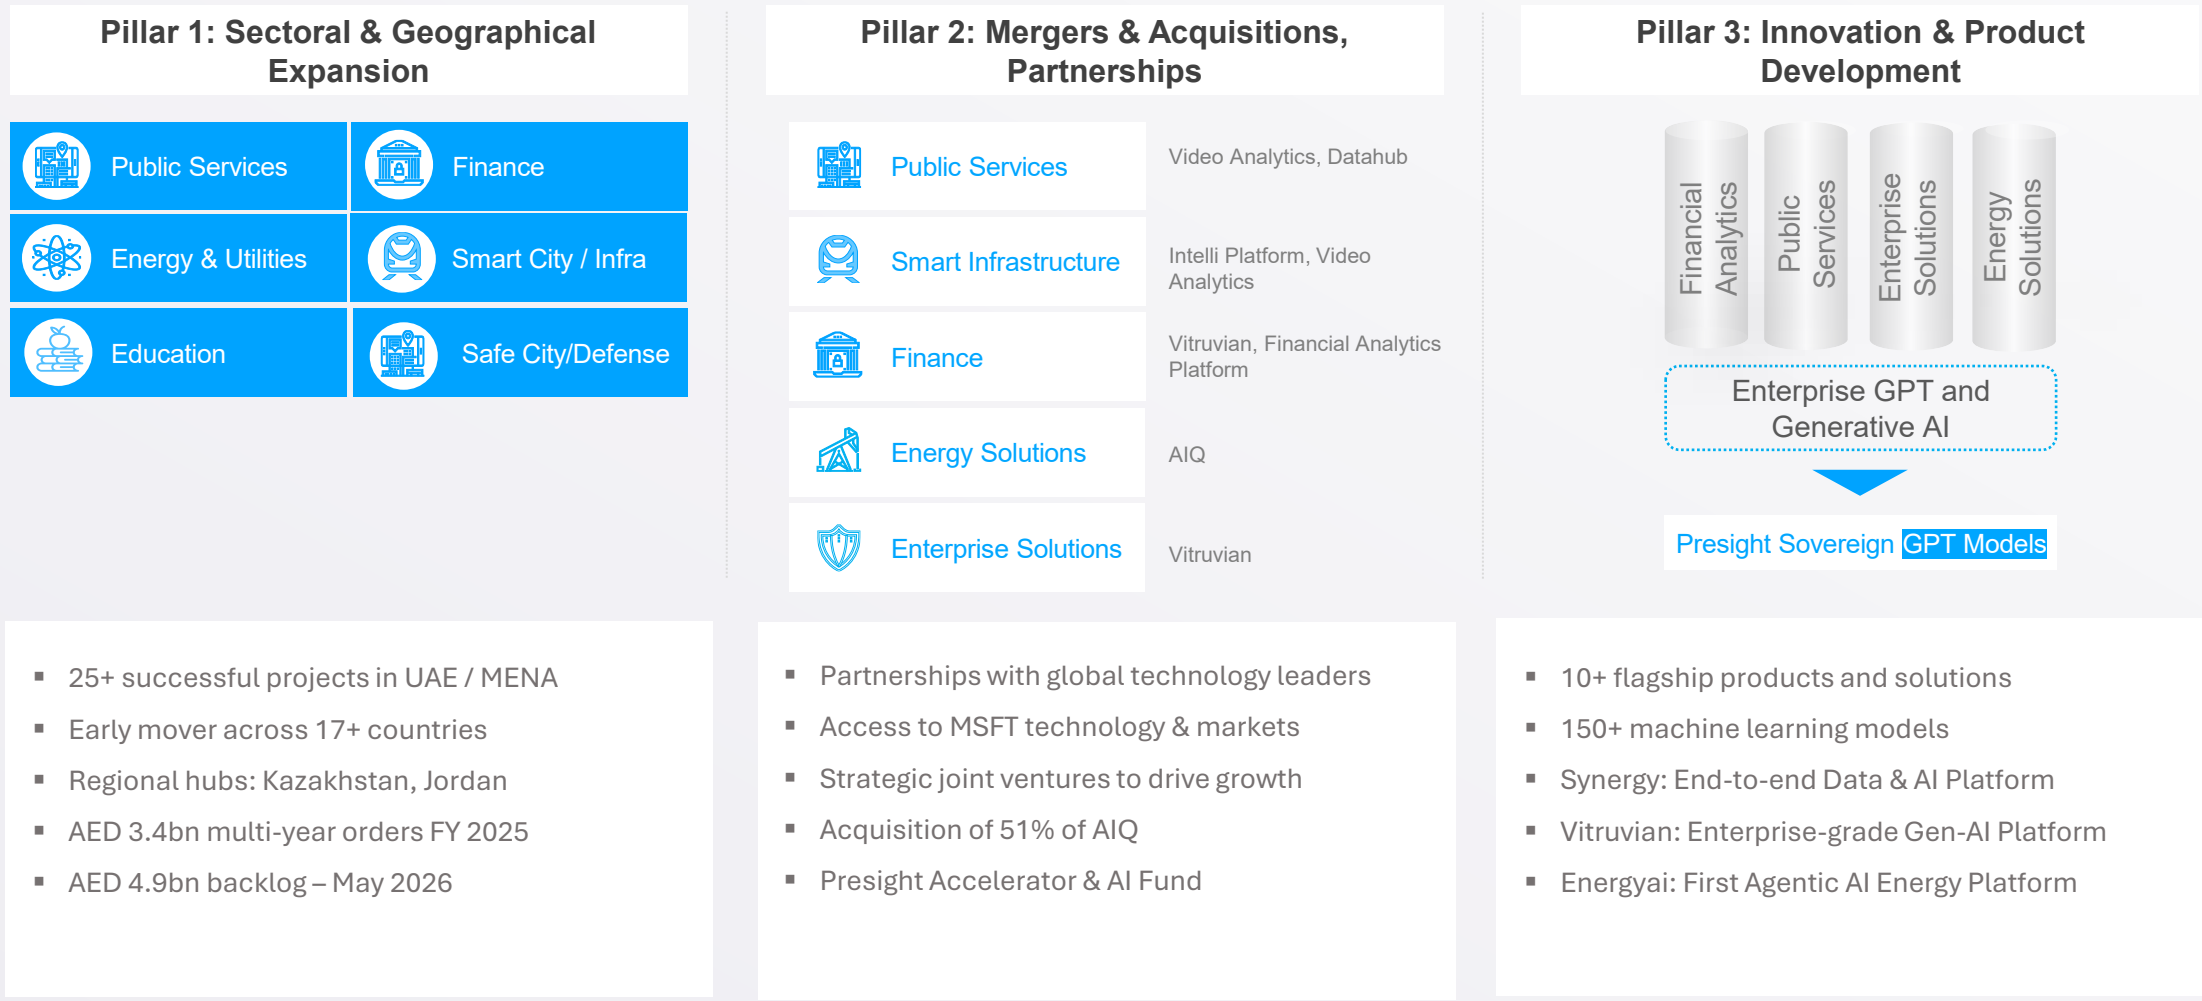 Pillar 1: Sectoral & Geographical
Expansion
Public Services
Finance
Energy & Utilities
Smart City / Infra
Education
Safe City/Defense
25+ successful projects in UAE / MENA
Early mover across 17+ countries
Regional hubs: Kazakhstan, Jordan
AED 3.4bn multi-year orders FY 2025
AED 4.9bn backlog – May 2026
Pillar 2: Mergers & Acquisitions,
Partnerships
Public Services
Video Analytics, Datahub
Smart Infrastructure
Intelli Platform, Video
Analytics
Finance
Vitruvian, Financial Analytics
Platform
Energy Solutions
AIQ
Enterprise Solutions
Vitruvian
Partnerships with global technology leaders
Access to MSFT technology & markets
Strategic joint ventures to drive growth
Acquisition of 51% of AIQ
Presight Accelerator & AI Fund
Pillar 3: Innovation & Product
Development
Financial
Analytics
Public
Services
Enterprise
Solutions
Energy
Solutions
Enterprise GPT and
Generative AI
Presight Sovereign GPT Models
10+ flagship products and solutions
150+ machine learning models
Synergy: End-to-end Data & AI Platform
Vitruvian: Enterprise-grade Gen-AI Platform
Energyai: First Agentic AI Energy Platform